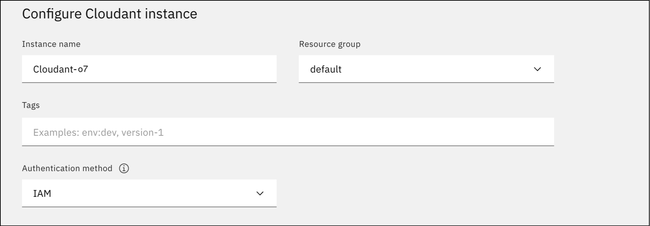 Configure Cloudant instance
Instance name
Resource group
Cloudant-o7
default
Tags
Examples: env:dev, version-1
Authentication method
IAM